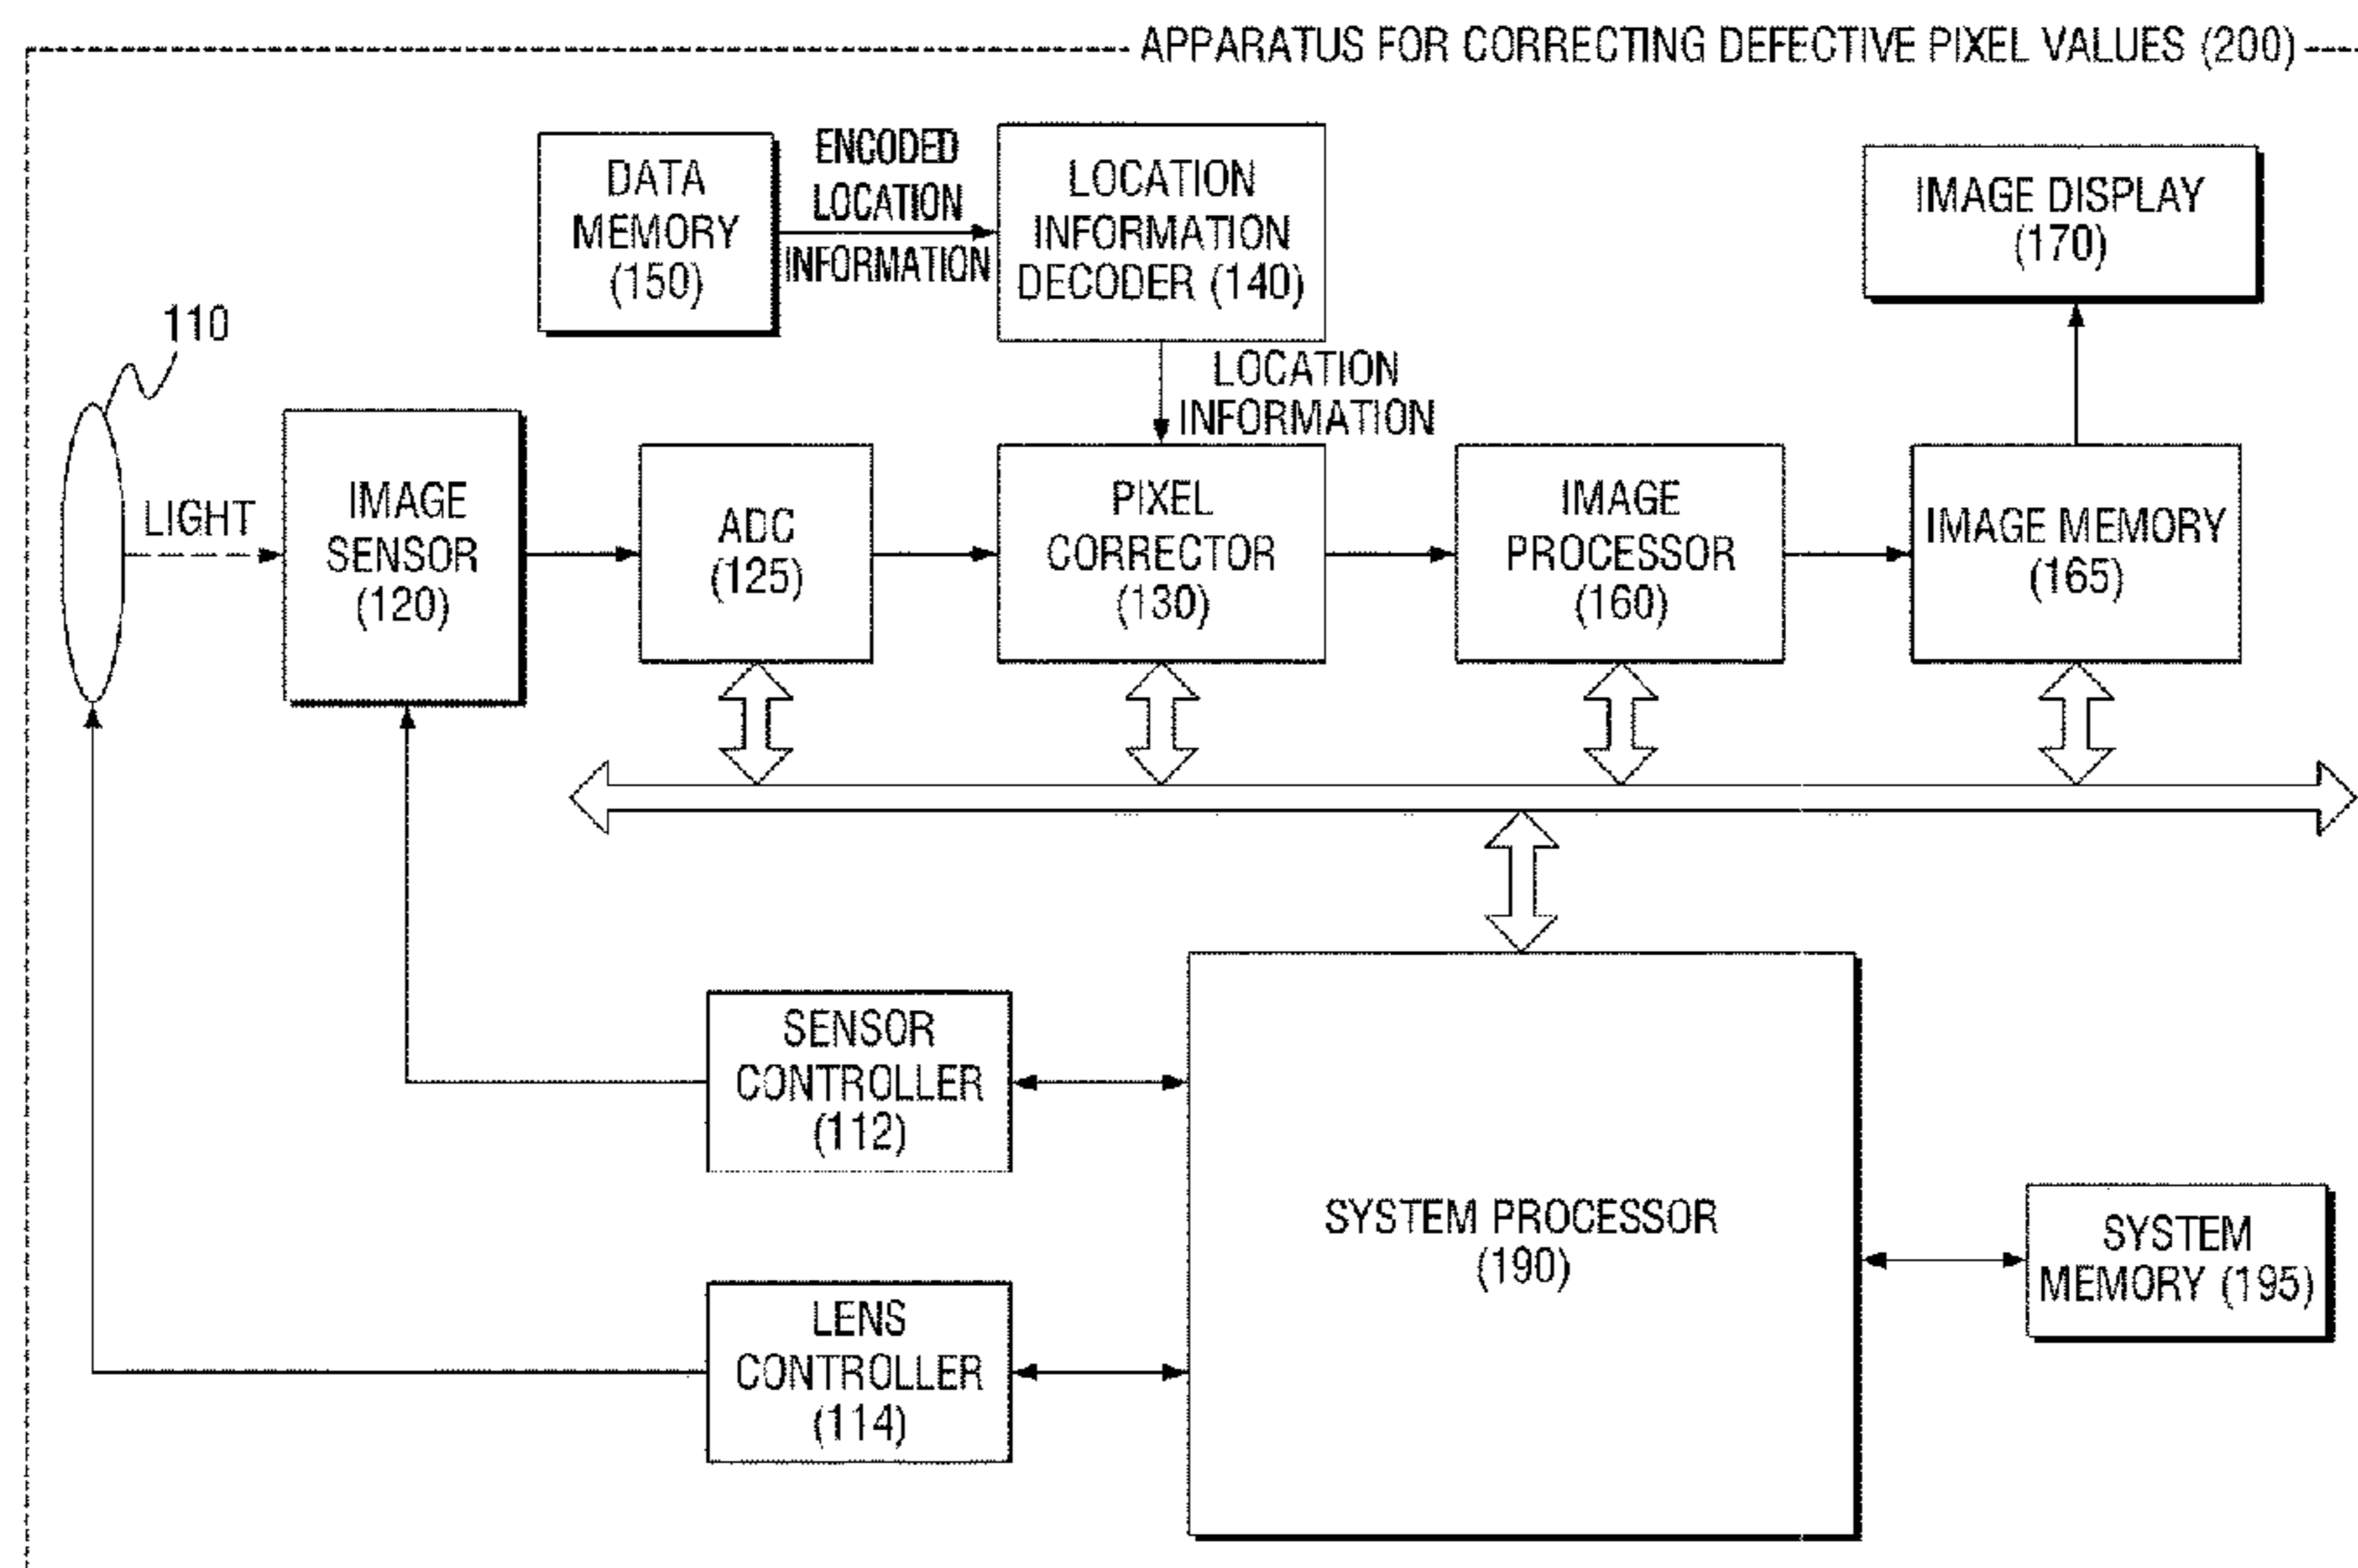 APPARATUS FOR CORRECTING DEFECTIVE PIXEL VALUES (200)
DATA
MEMORY
(150)
ENCODED
LOCATION
INFORMATION
LOCATION
INFORMATION
DECODER (140)
IMAGE DISPLAY
(170)
110
LOCATION
INFORMATION
LIGHT
IMAGE
SENSOR
(120)
ADC
(125)
PIXEL
CORRECTOR
(130)
IMAGE
PROCESSOR
(160)
IMAGE MEMORY
(165)
SENSOR
CONTROLLER
(112)
SYSTEM PROCESSOR
(190)
SYSTEM
MEMORY (195)
LENS
CONTROLLER
(114)